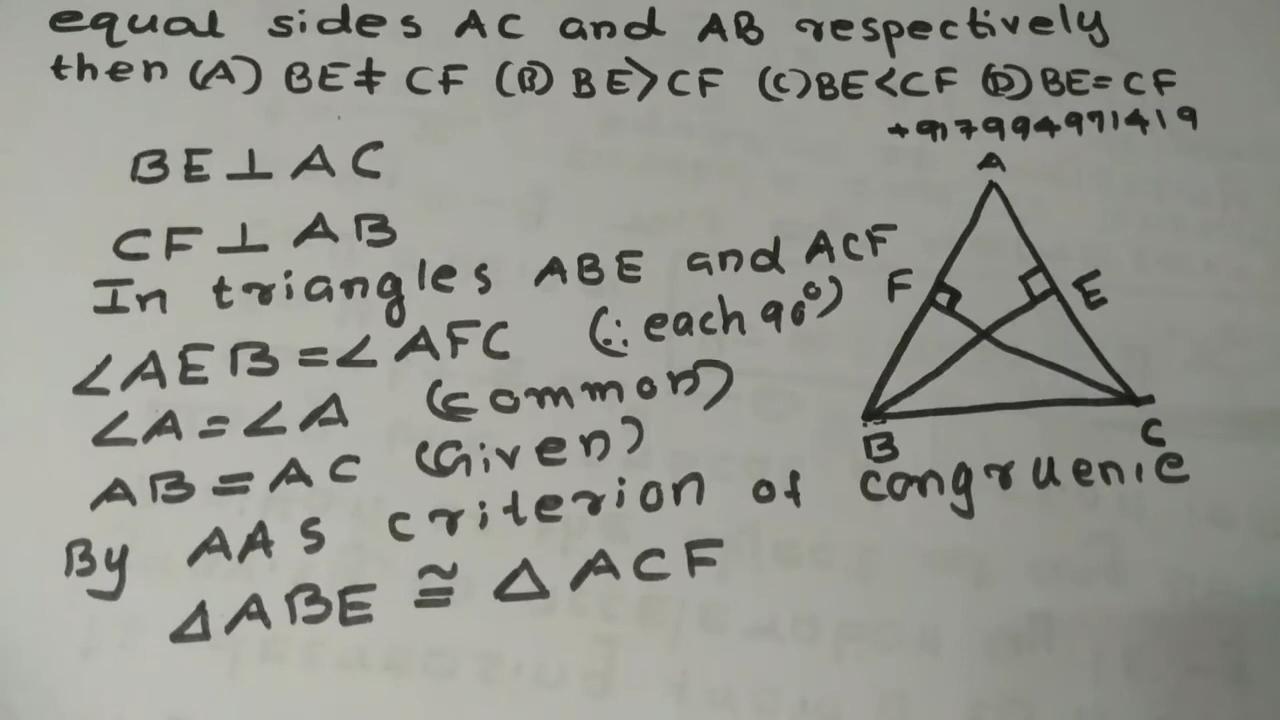 equal sides AC and AB respectively
then (A) BE ≠ CF (B) BE > CF (C) BE < CF (D) BE = CF
+917994971419
BE ⊥ AC
CF ⊥ AB
In triangles ABE and ACF
∠AEB = ∠AFC (∵ each 90°)
∠A = ∠A (common)
AB = AC (Given)
By AAS criterion of congruenie
△ABE ≅ △ACF
A
F
E
B
C